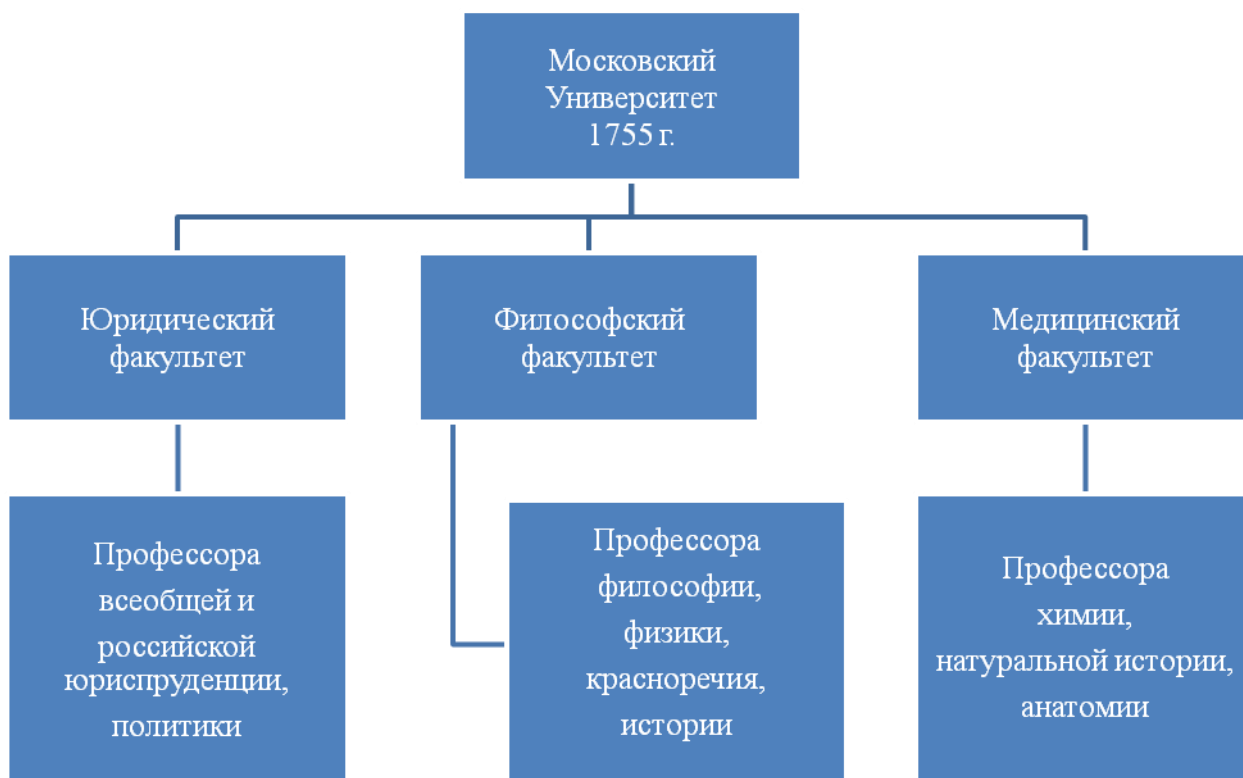 Московский
Университет
1755 г.
Юридический
факультет
Философский
факультет
Медицинский
факультет
Профессора
всеобщей и
российской
юриспруденции,
политики
Профессора
философии,
физики,
красноречия,
истории
Профессора
химии,
натуральной истории,
анатомии